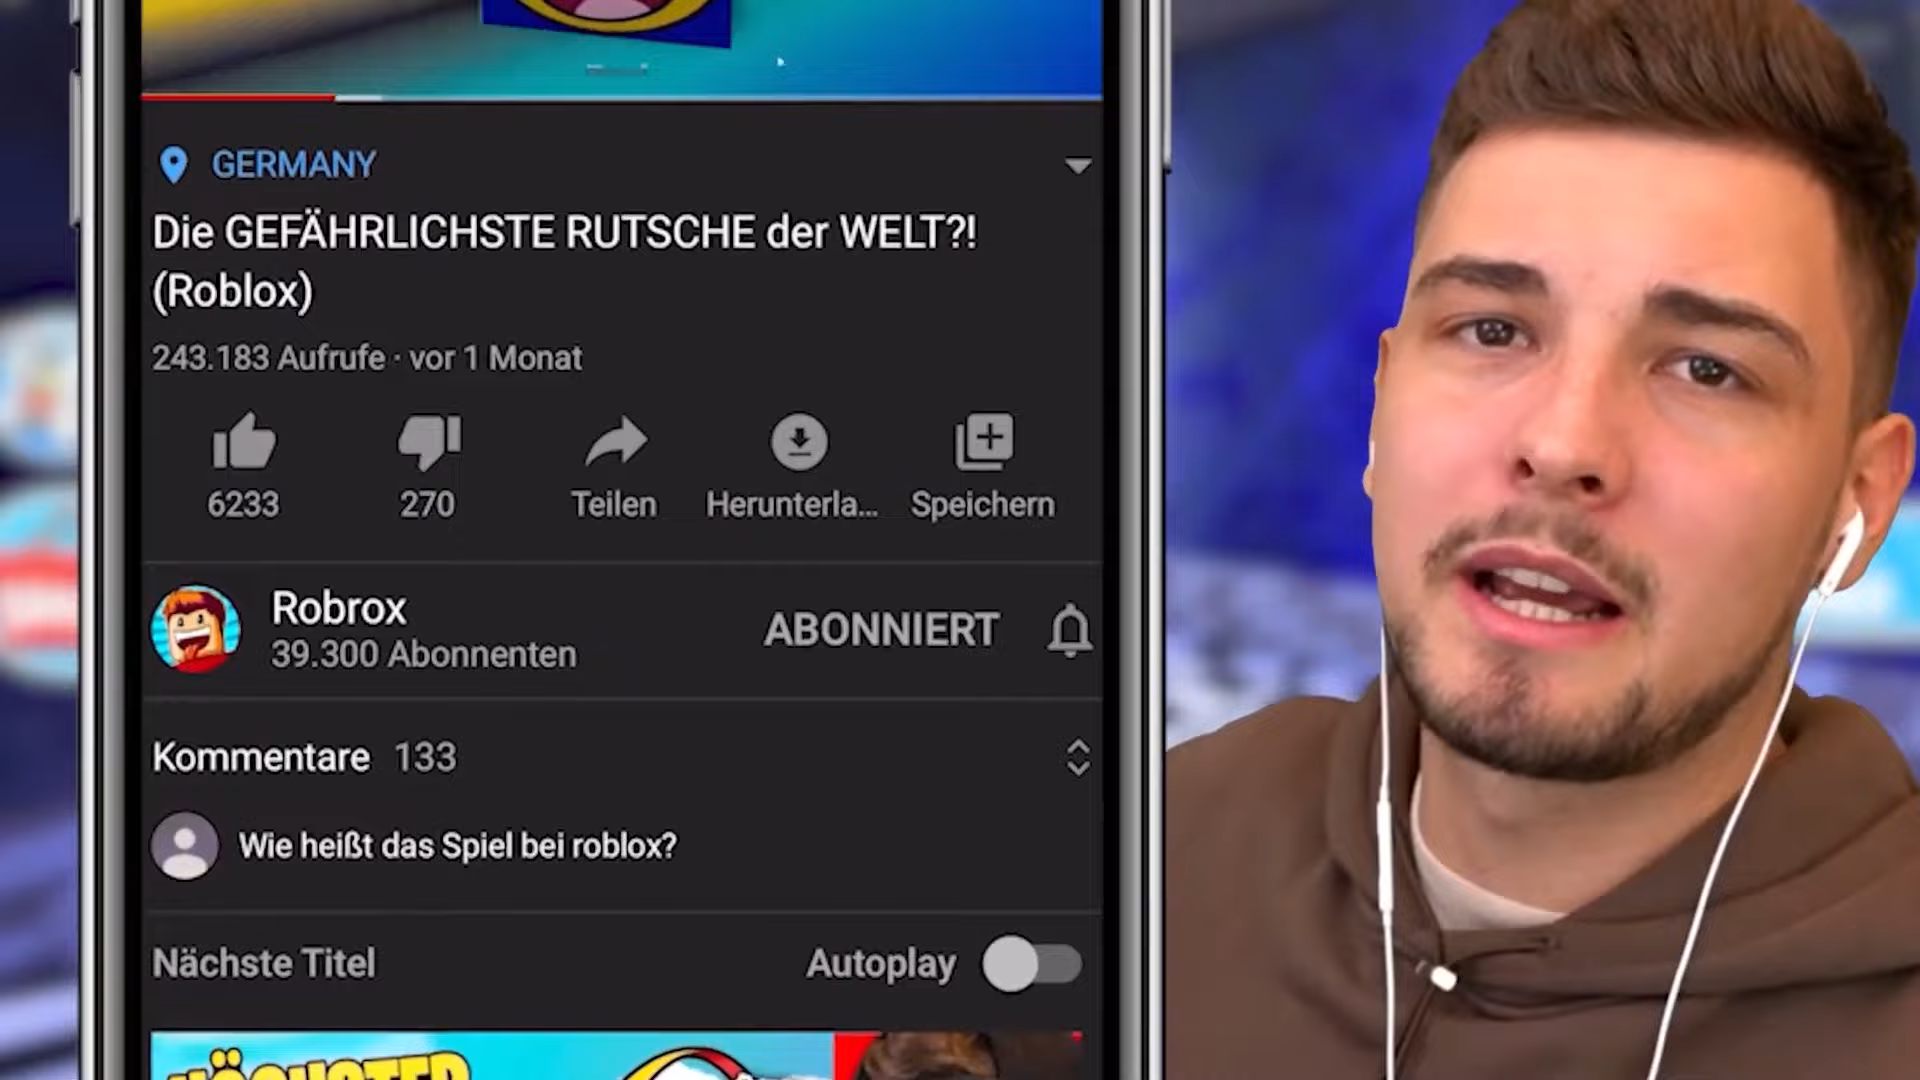 GERMANY
Die GEFÄHRLICHSTE RUTSCHE der WELT?!
(Roblox)
243.183 Aufrufe · vor 1 Monat
6233
270
Teilen
Herunterla...
Speichern
Robrox
39.300 Abonnenten
ABONNIERT
Kommentare 133
Wie heißt das Spiel bei roblox?
Nächste Titel
Autoplay
HÖCHSTER